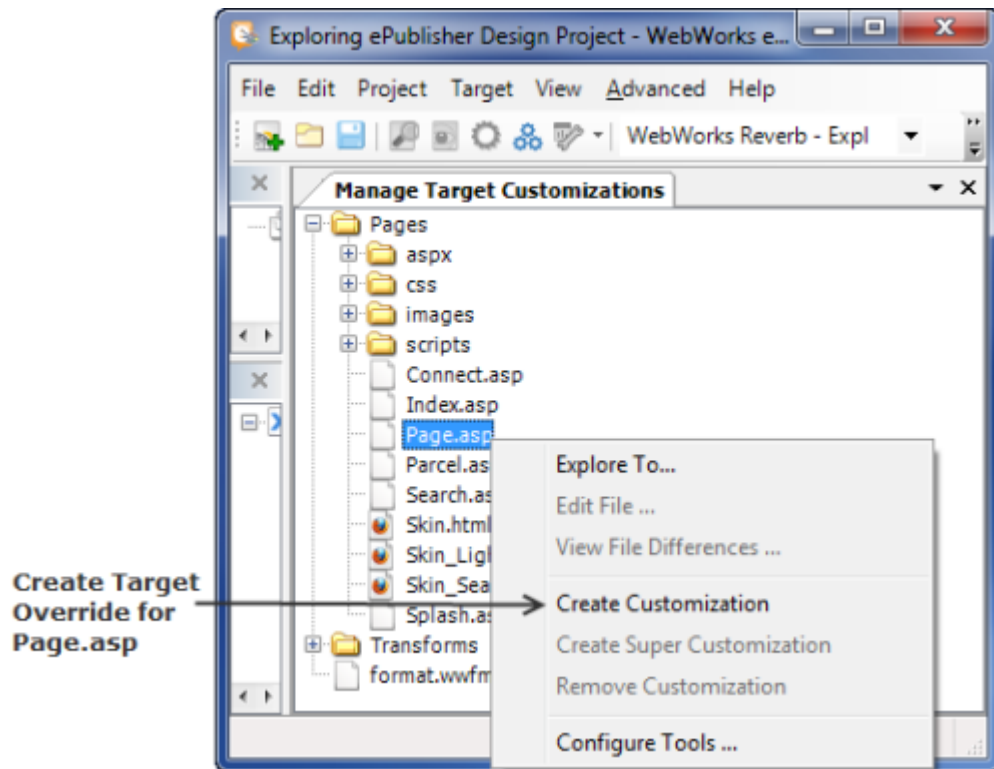 Exploring ePublisher Design Project - WebWorks e...
File Edit Project Target View Advanced Help
WebWorks Reverb - Expl
Manage Target Customizations
Pages
aspx
css
images
scripts
Connect.asp
Index.asp
Page.asp
Parcel.as
Search.as
Skin.html
Skin_Ligh
Skin_Sea
Splash.as
Transforms
format.wwfm
Explore To...
Edit File ...
View File Differences ...
Create Customization
Create Super Customization
Remove Customization
Configure Tools ...
Create Target
Override for
Page.asp